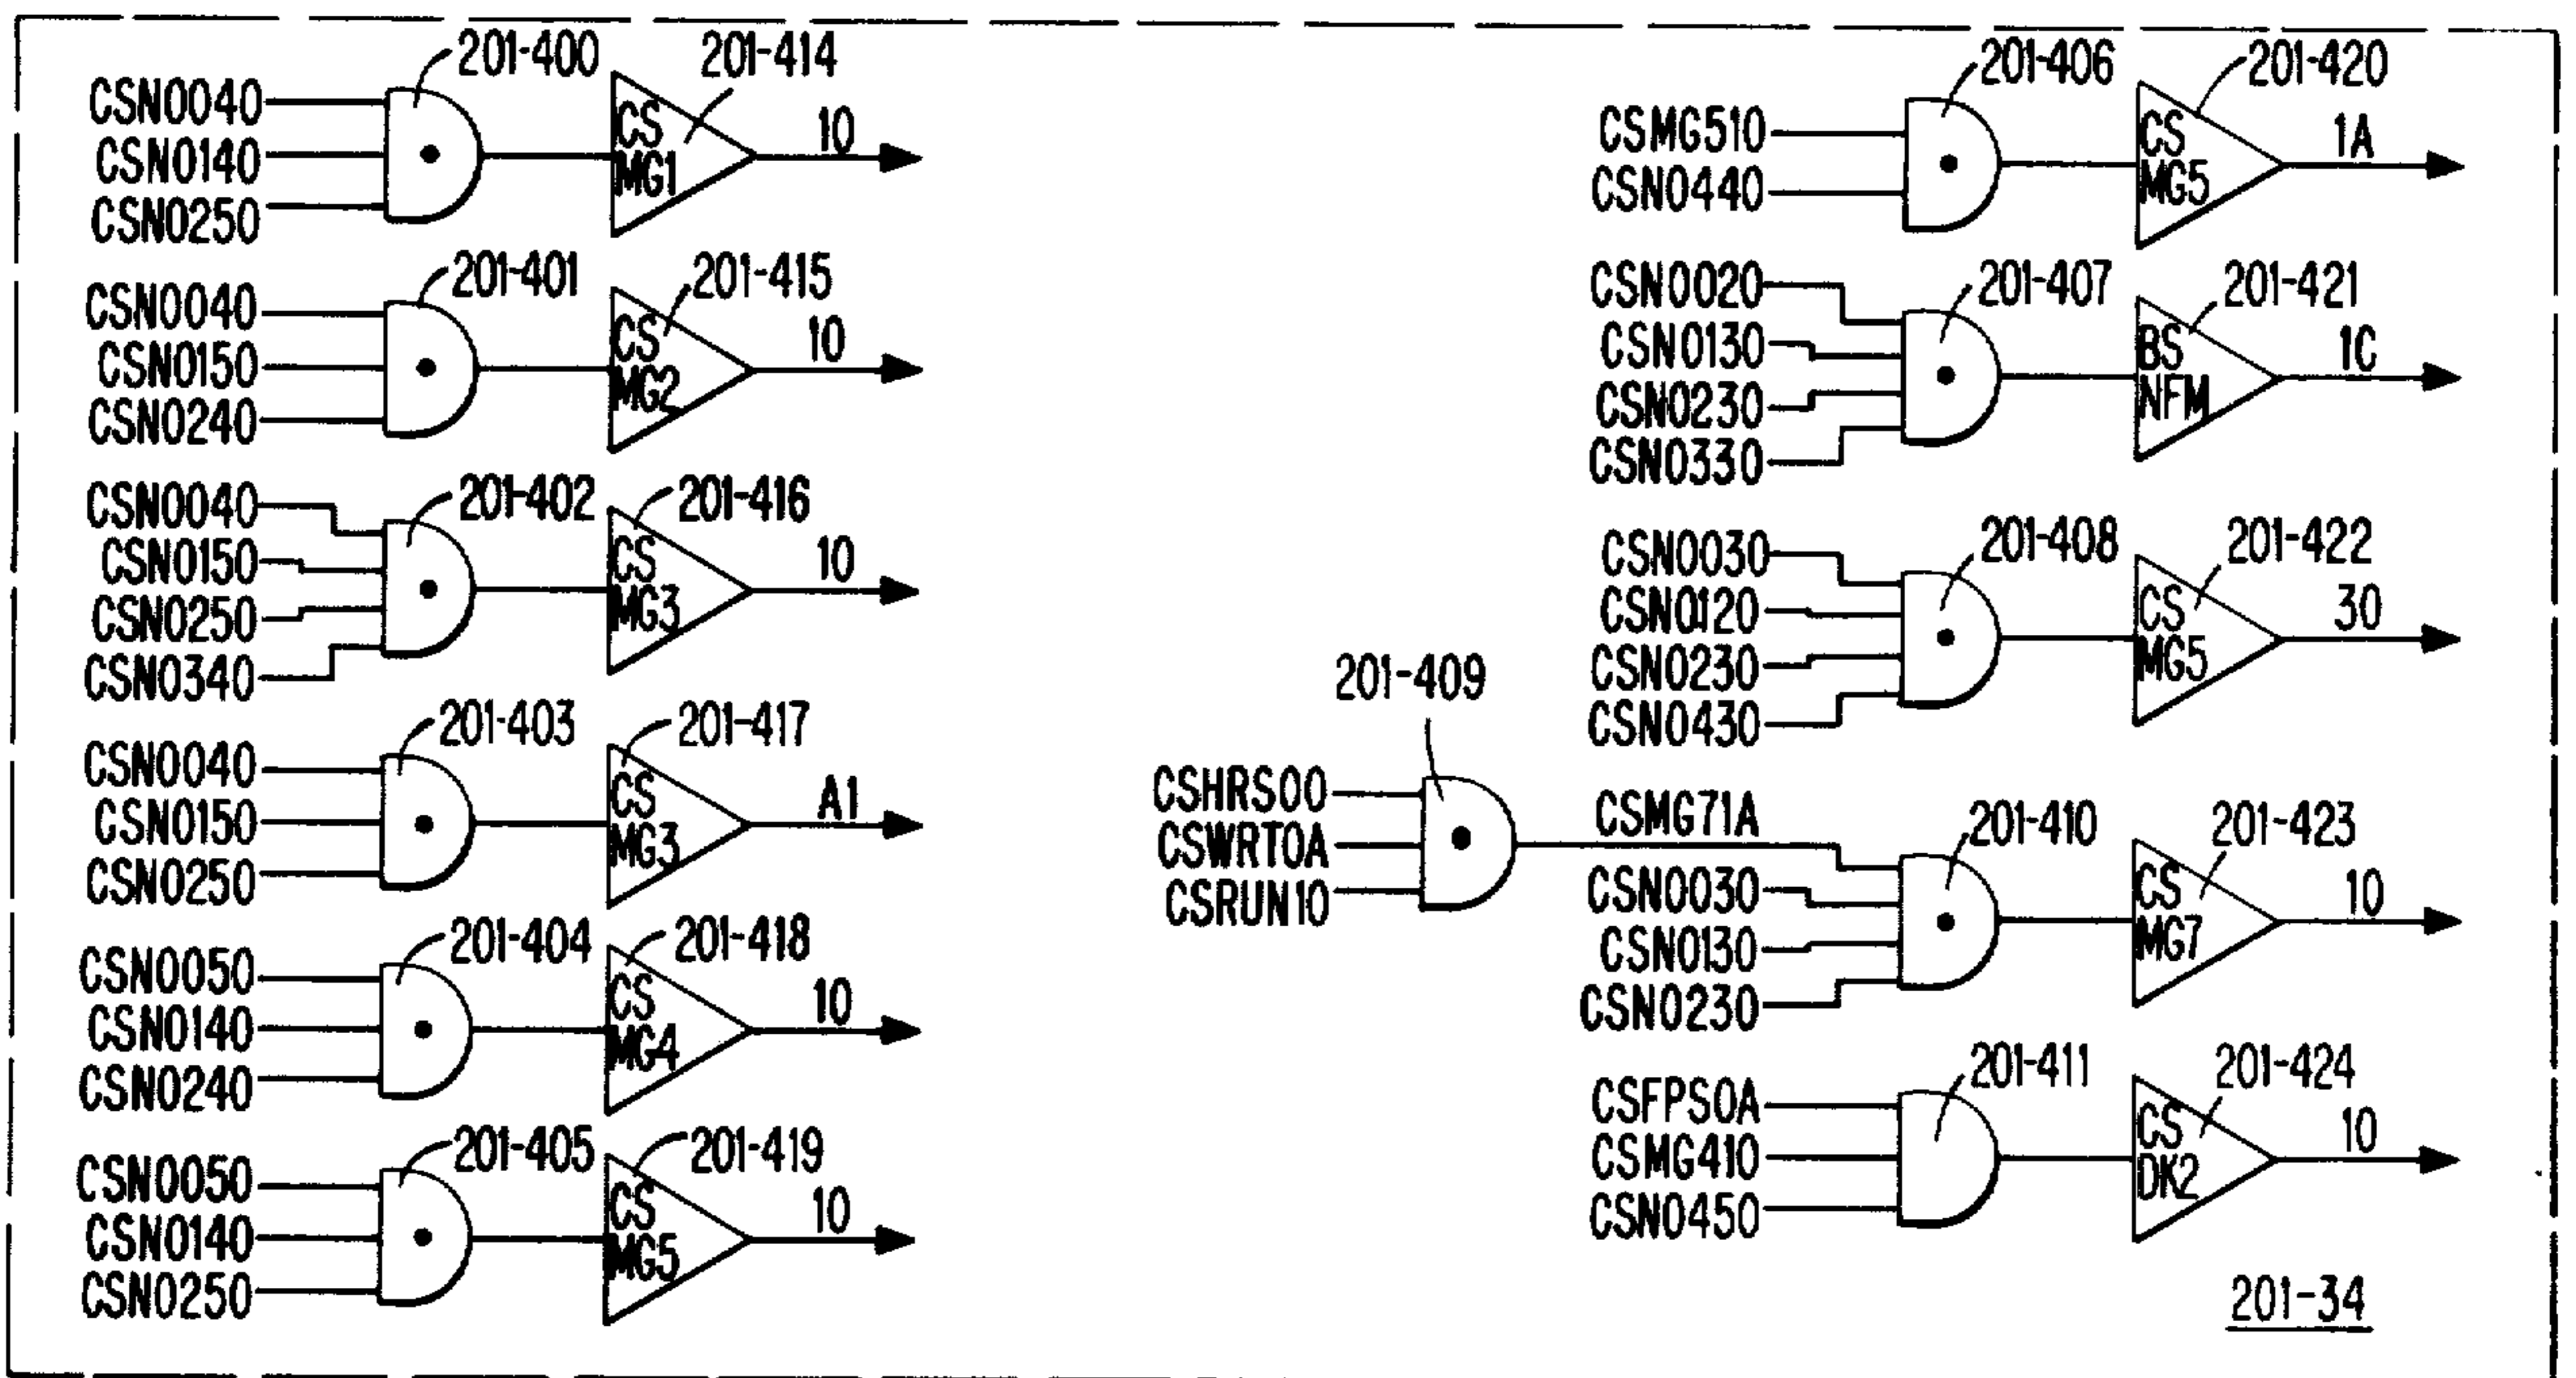 201-400
201-414
CSN0040
CSN0140
CSN0250
CS
MG1
10
201-401
201-415
CSN0040
CSN0150
CSN0240
CS
MG2
10
201-402
201-416
CSN0040
CSN0150
CSN0250
CSN0340
CS
MG3
10
201-403
201-417
CSN0040
CSN0150
CSN0250
CS
MG3
A1
201-404
201-418
CSN0050
CSN0140
CSN0240
CS
MG4
10
201-405
201-419
CSN0050
CSN0140
CSN0250
CS
MG5
10
201-406
201-420
CSMG510
CSN0440
CS
MG5
1A
201-407
201-421
CSN0020
CSN0130
CSN0230
CSN0330
BS
NFM
1C
201-408
201-422
CSN0030
CSN0120
CSN0230
CSN0430
CS
MG5
30
201-409
CSHRS00
CSWRT0A
CSRUN10
201-410
201-423
CSMG71A
CSN0030
CSN0130
CSN0230
CS
MG7
10
201-411
201-424
CSFPS0A
CSMG410
CSN0450
CS
DK2
10
201-34